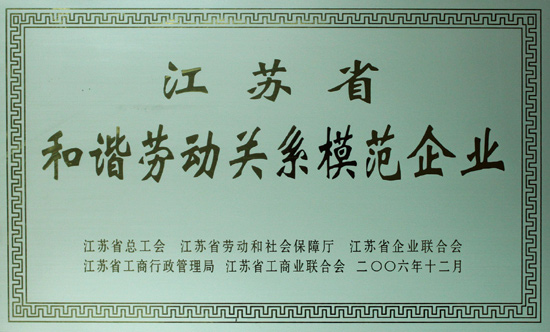 江苏省
和谐劳动关系模范企业
江苏省总工会 江苏省劳动和社会保障厅 江苏省企业联合会
江苏省工商行政管理局 江苏省工商业联合会 二〇〇六年十二月